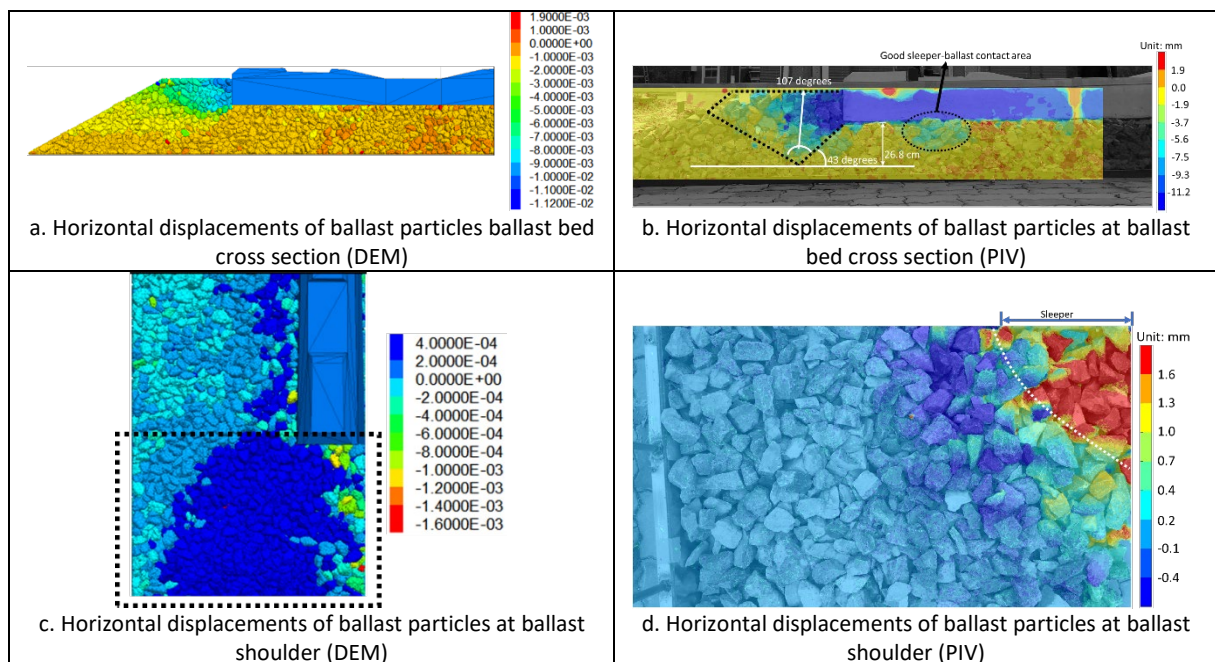 1.9000E-03
1.0000E-03
0.0000E+00
-1.0000E-03
-2.0000E-03
-3.0000E-03
-4.0000E-03
-5.0000E-03
-6.0000E-03
-7.0000E-03
-8.0000E-03
-9.0000E-03
-1.0000E-02
-1.1000E-02
-1.1200E-02
a. Horizontal displacements of ballast particles ballast bed
cross section (DEM)
Good sleeper-ballast contact area
107 degrees
43 degrees
26.8 cm
Unit: mm
1.9
0.0
-1.9
-3.7
-5.6
-7.5
-9.3
-11.2
b. Horizontal displacements of ballast particles at ballast
bed cross section (PIV)
4.0000E-04
2.0000E-04
0.0000E+00
-2.0000E-04
-4.0000E-04
-6.0000E-04
-8.0000E-04
-1.0000E-03
-1.2000E-03
-1.4000E-03
-1.6000E-03
c. Horizontal displacements of ballast particles at ballast
shoulder (DEM)
Sleeper
Unit: mm
1.6
1.3
1.0
0.7
0.4
0.2
-0.1
-0.4
d. Horizontal displacements of ballast particles at ballast
shoulder (PIV)